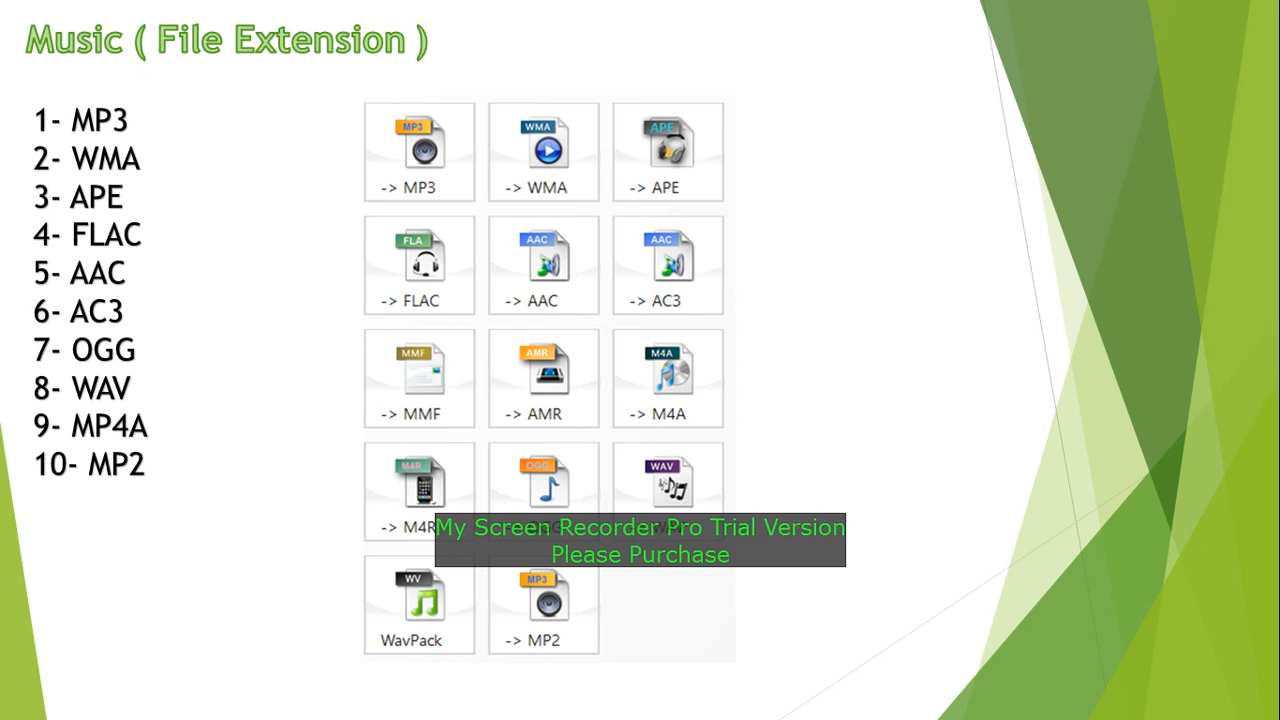 Music ( File Extension )
1- MP3
2- WMA
3- APE
4- FLAC
5- AAC
6- AC3
7- OGG
8- WAV
9- MP4A
10- MP2
MP3 WMA APE
-> MP3 -> WMA -> APE
FLA AAC AAC
-> FLAC -> AAC -> AC3
MMF AMR M4A
-> MMF -> AMR -> M4A
M4R OGG WAV
-> M4R
My Screen Recorder Pro Trial Version
Please Purchase
WV MP3
WavPack -> MP2